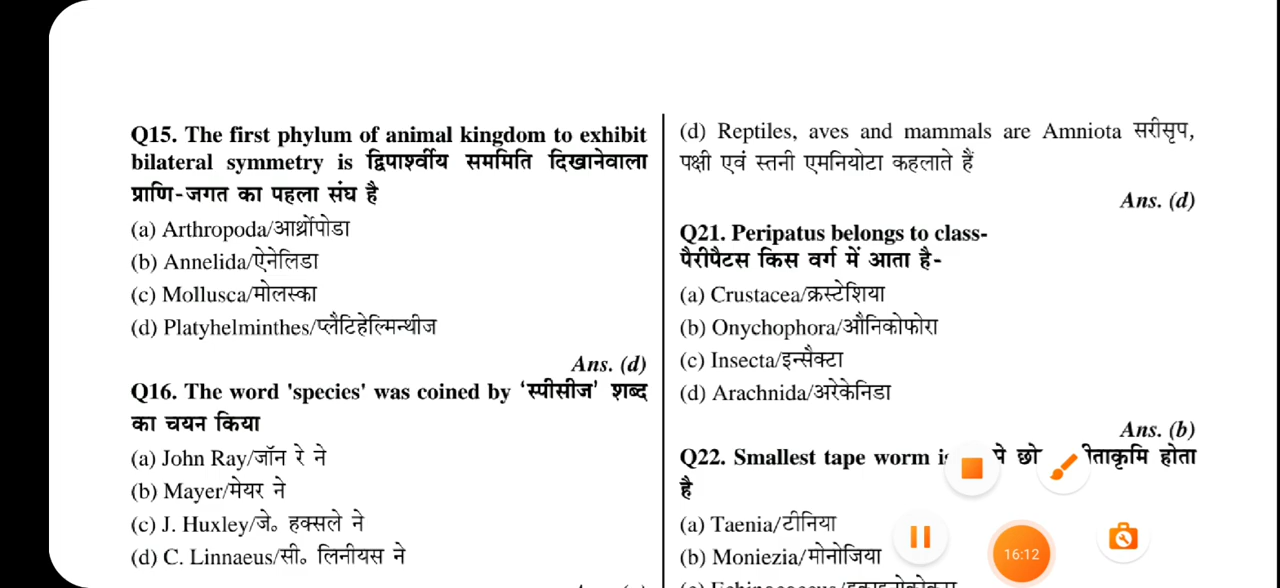 Q15. The first phylum of animal kingdom to exhibit
bilateral symmetry is द्विपार्श्वीय सममिति दिखानेवाला
प्राणि-जगत का पहला संघ है
(a) Arthropoda/आर्थ्रोपोडा
(b) Annelida/ऐनेलिडा
(c) Mollusca/मोलस्का
(d) Platyhelminthes/प्लैटिहेल्मिन्थीज
Ans. (d)
Q16. The word 'species' was coined by ‘स्पीसीज’ शब्द
का चयन किया
(a) John Ray/जॉन रे ने
(b) Mayer/मेयर ने
(c) J. Huxley/जे० हक्सले ने
(d) C. Linnaeus/सी० लिनीयस ने
(d) Reptiles, aves and mammals are Amniota सरीसृप,
पक्षी एवं स्तनी एमनियोटा कहलाते हैं
Ans. (d)
Q21. Peripatus belongs to class-
पैरीपैटस किस वर्ग में आता है-
(a) Crustacea/क्रस्टेशिया
(b) Onychophora/औनिकोफोरा
(c) Insecta/इन्सैक्टा
(d) Arachnida/अरेकेनिडा
Ans. (b)
Q22. Smallest tape worm होता
है
(a) Taenia/टीनिया
(b) Moniezia/मोनोजिया
16:12